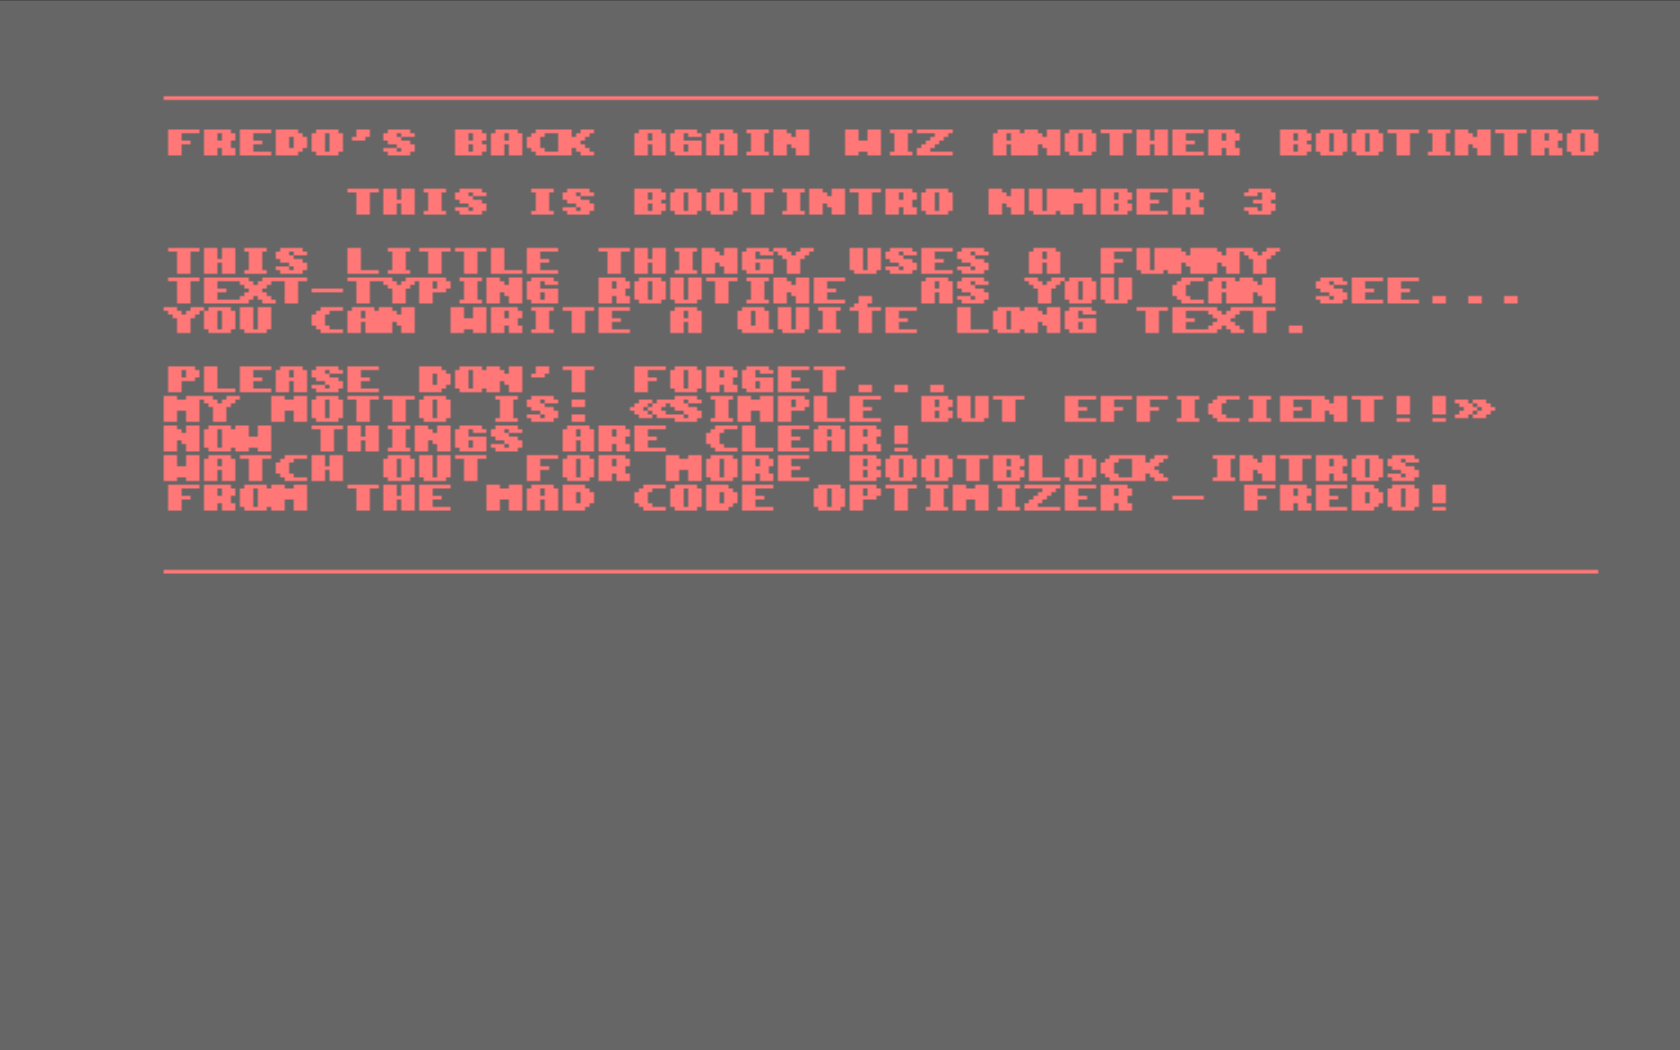 FREDO'S BACK AGAIN WIZ ANOTHER BOOTINTRO
THIS IS BOOTINTRO NUMBER 3
THIS LITTLE THINGY USES A FUNNY
TEXT-TYPING ROUTINE, AS YOU CAN SEE...
YOU CAN WRITE A QUITE LONG TEXT.
PLEASE DON'T FORGET...
MY MOTTO IS: «SIMPLE BUT EFFICIENT!!»
NOW THINGS ARE CLEAR!
WATCH OUT FOR MORE BOOTBLOCK INTROS
FROM THE MAD CODE OPTIMIZER - FREDO!